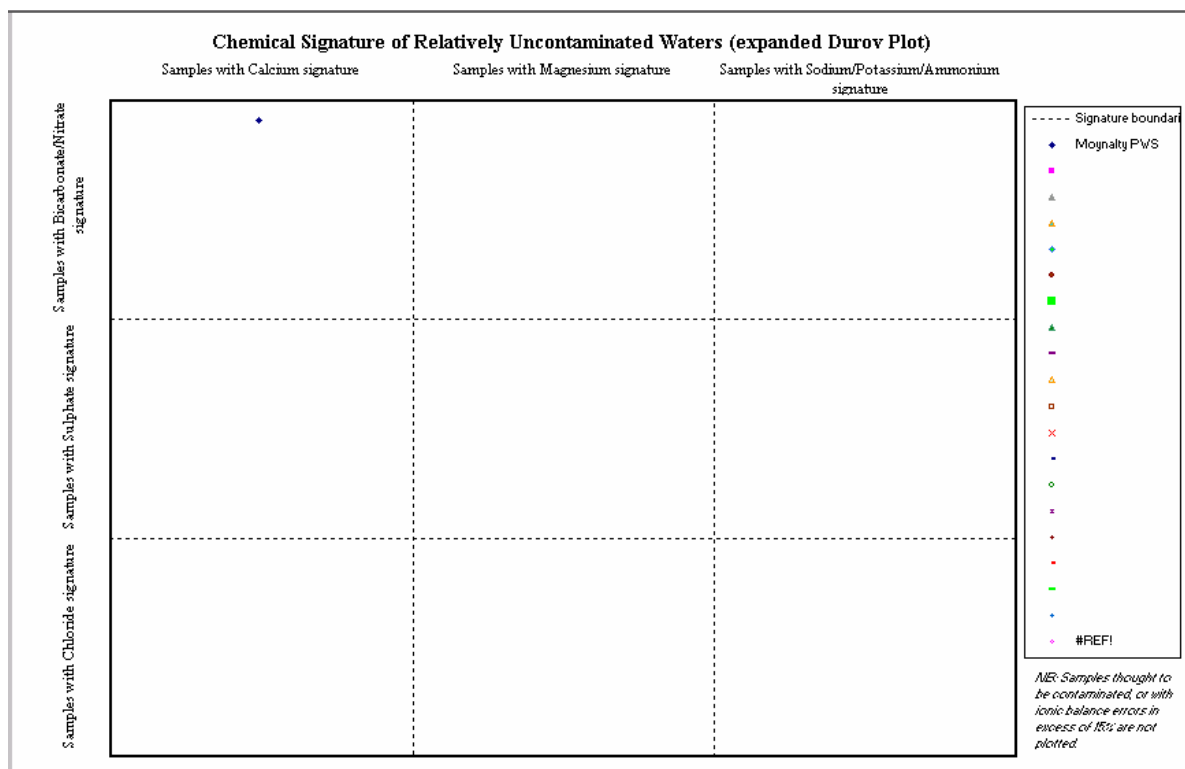 Chemical Signature of Relatively Uncontaminated Waters (expanded Durov Plot)
Samples with Calcium signature
Samples with Magnesium signature
Samples with Sodium/Potassium/Ammonium
signature
Samples with Bicarbonate/Nitrate
signature
Samples with Sulphate signature
Samples with Chloride signature
Signature boundari
Moynalty PWS
#REF!
NB: Samples thought to
be contaminated, or with
ionic balance errors in
excess of 15% are not
plotted.